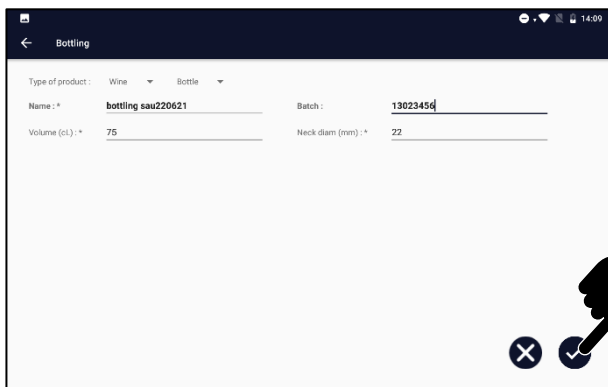 14:09
Bottling
Type of product : Wine Bottle
Name : * bottling sau220621 Batch : 13023456
Volume (cl.) : * 75 Neck diam (mm) : * 22